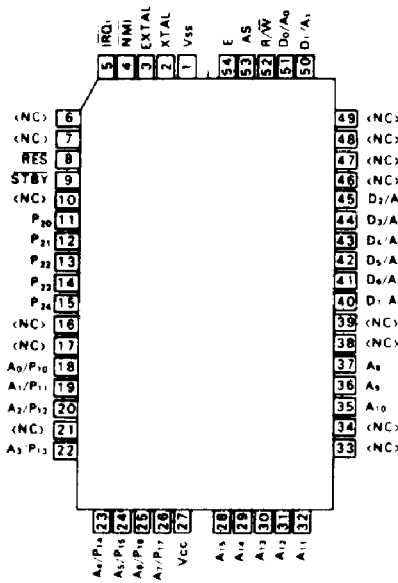 I̅R̅Q̅₁ N̅M̅I̅ EXTAL XTAL Vss E AS R/W̅ D₀/A₀ D₁/A₁
5 4 3 2 1 54 53 52 51 50
<NC> 6
<NC> 7
R̅E̅S̅ 8
S̅T̅B̅Y̅ 9
<NC> 10
P₂₀ 11
P₂₁ 12
P₂₂ 13
P₂₃ 14
P₂₄ 15
<NC> 16
<NC> 17
A₀/P₁₀ 18
A₁/P₁₁ 19
A₂/P₁₂ 20
<NC> 21
A₃/P₁₃ 22
49 <NC>
48 <NC>
47 <NC>
46 <NC>
45 D₂/A
44 D₃/A
43 D₄/A
42 D₅/A
41 D₆/A
40 D₇ A
39 <NC>
38 <NC>
37 A₈
36 A₉
35 A₁₀
34 <NC>
33 <NC>
23 24 25 26 27 28 29 30 31 32
A₄/P₁₄ A₅/P₁₅ A₆/P₁₆ A₇/P₁₇ Vcc A₁₅ A₁₄ A₁₃ A₁₂ A₁₁